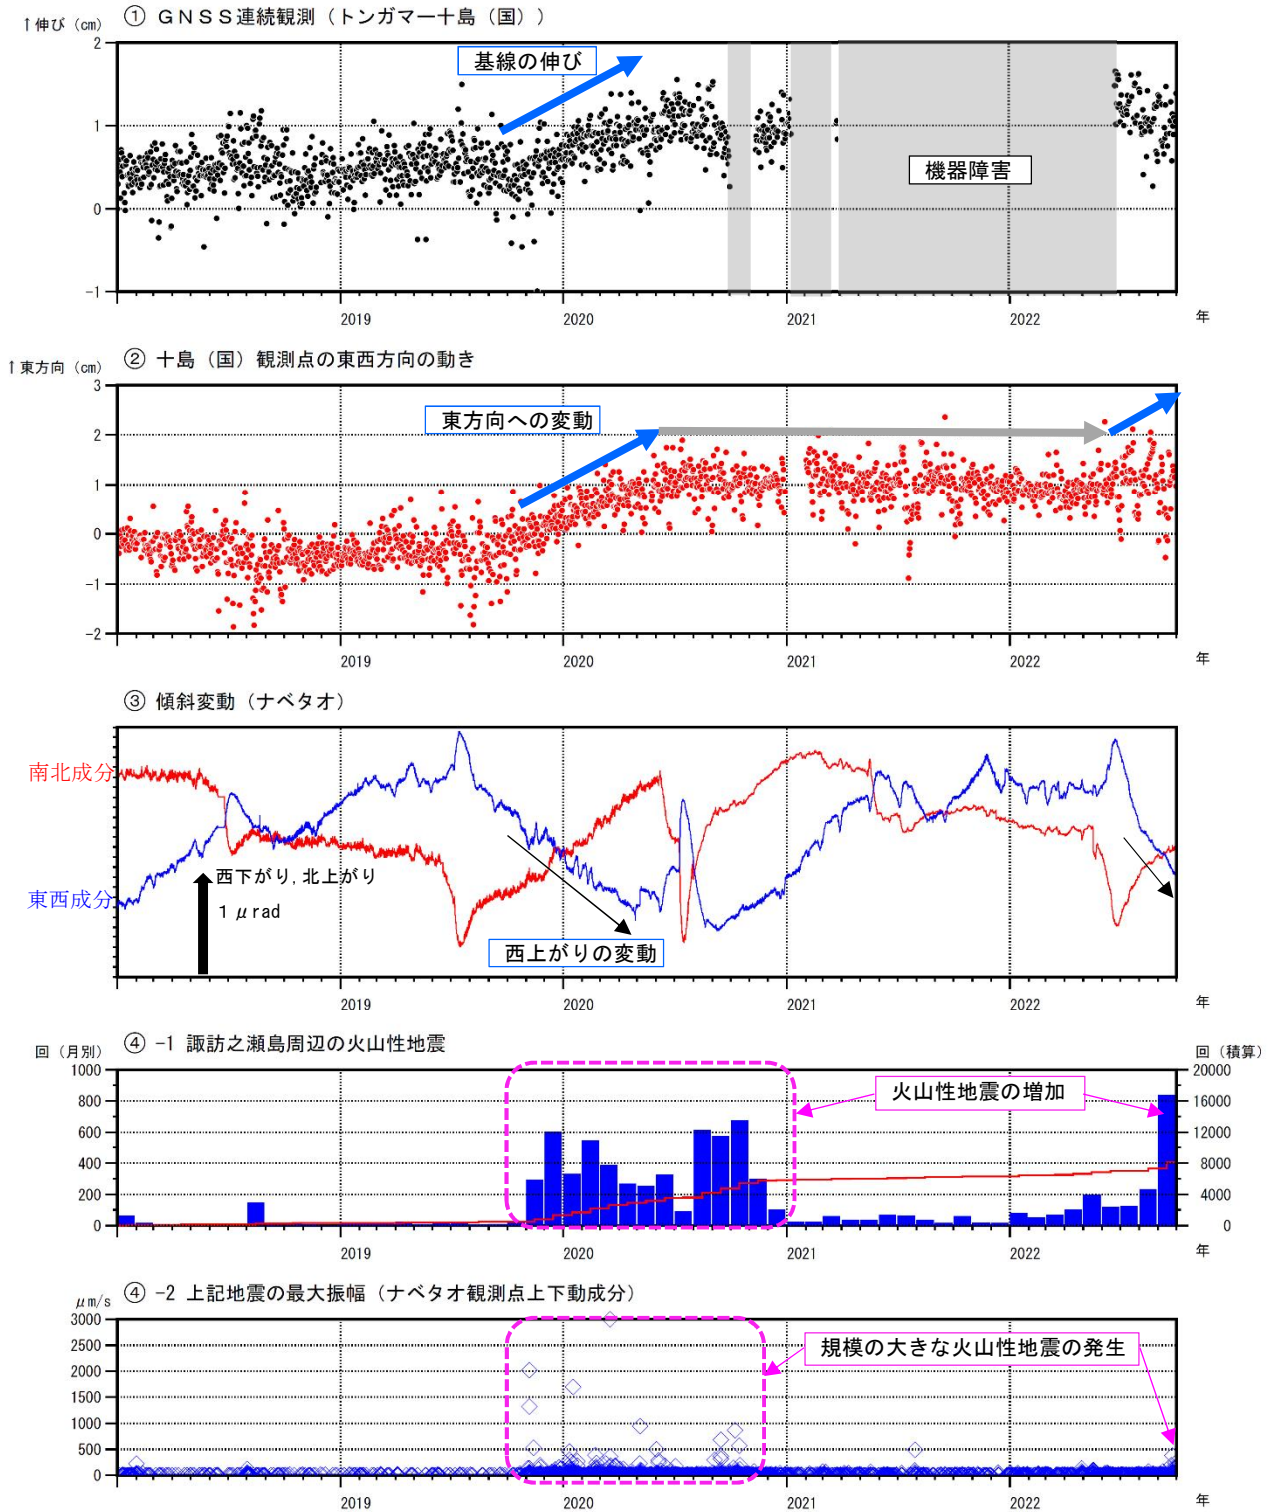 ① ＧＮＳＳ連続観測（トンガマー十島（国））
↑伸び（cm）
2
1
0
-1
基線の伸び
機器障害
2019 2020 2021 2022 年
② 十島（国）観測点の東西方向の動き
↑東方向（cm）
3
2
1
0
-1
-2
東方向への変動
2019 2020 2021 2022 年
③ 傾斜変動（ナベタオ）
南北成分
東西成分
西下がり，北上がり
1 μrad
西上がりの変動
2019 2020 2021 2022 年
④ -1 諏訪之瀬島周辺の火山性地震
回（月別） 回（積算）
1000 20000
800 16000
600 12000
400 8000
200 4000
0 0
火山性地震の増加
2019 2020 2021 2022 年
④ -2 上記地震の最大振幅（ナベタオ観測点上下動成分）
μm/s
3000
2500
2000
1500
1000
500
0
規模の大きな火山性地震の発生
2019 2020 2021 2022 年